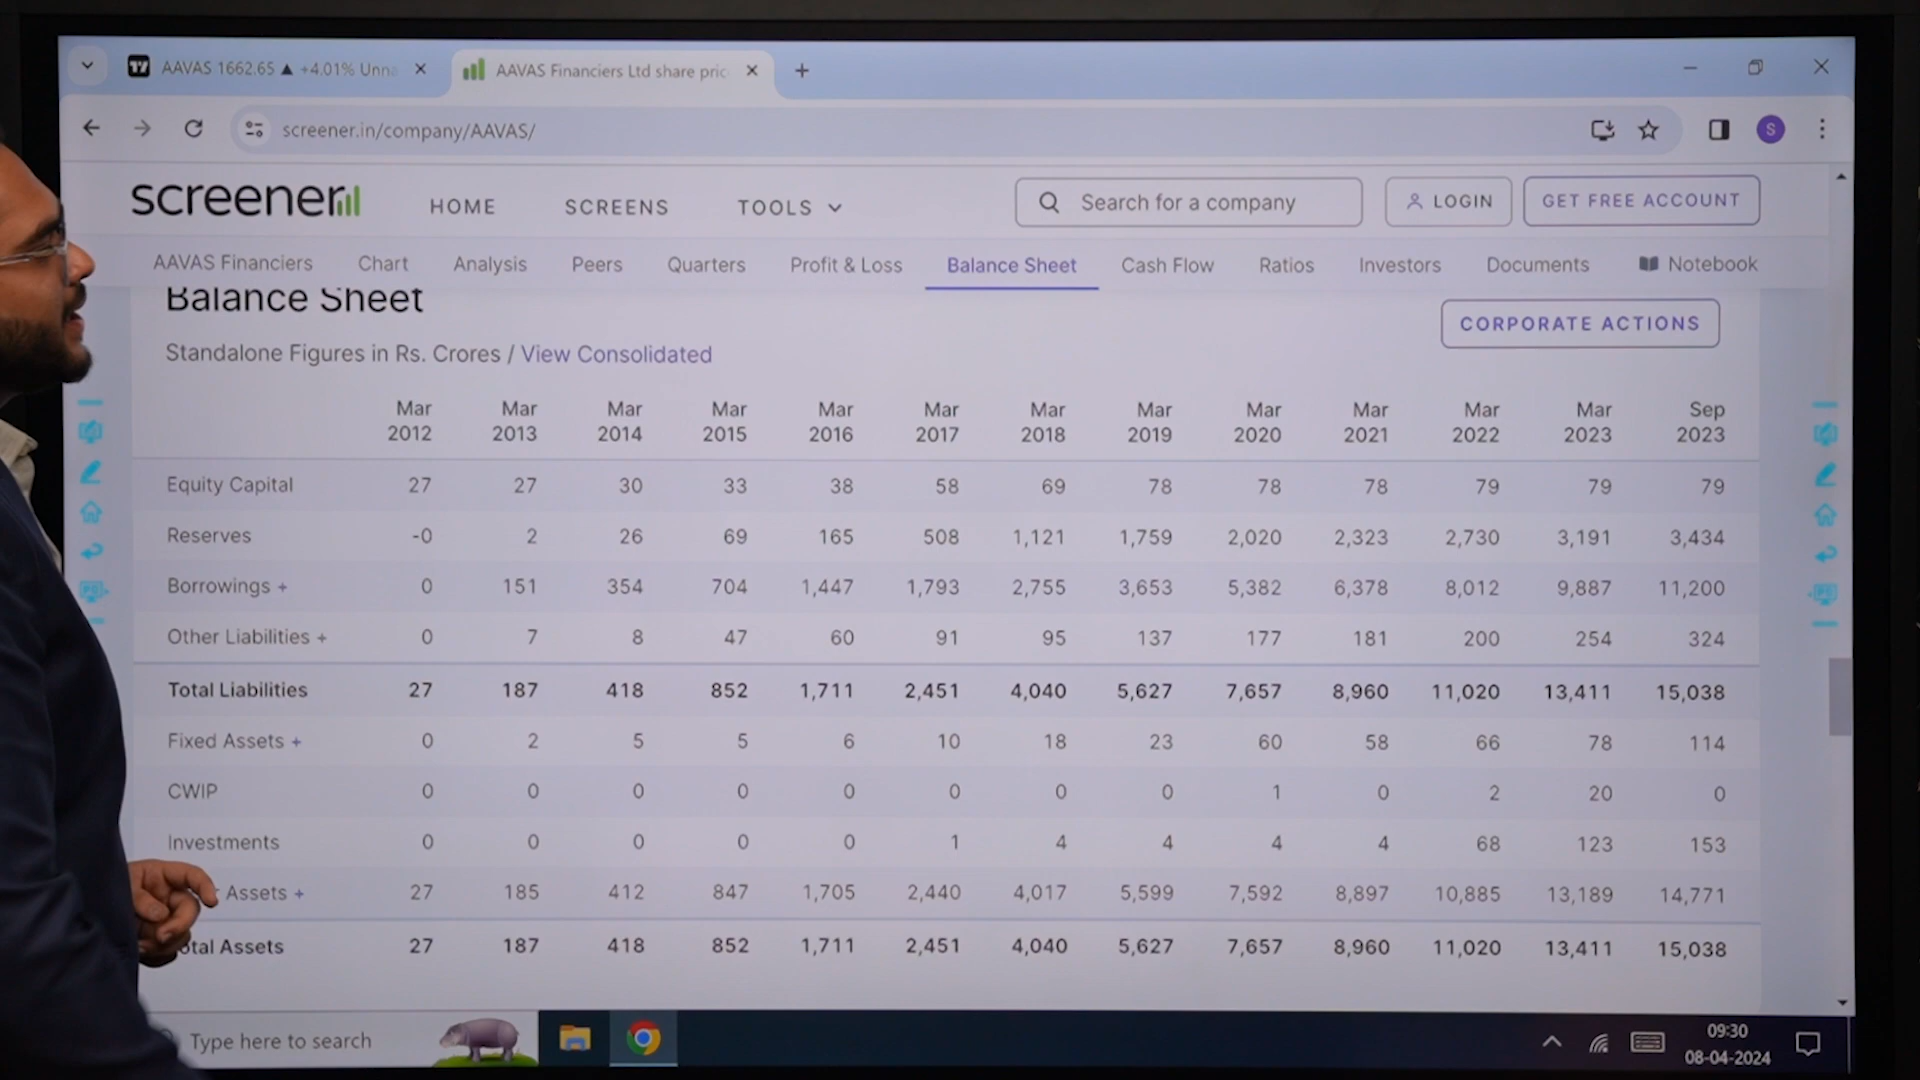 AAVAS 1662.65 ▲ +4.01% Unna
AAVAS Financiers Ltd share pric
screener.in/company/AAVAS/
S
screener
HOME
SCREENS
TOOLS
Search for a company
LOGIN
GET FREE ACCOUNT
AAVAS Financiers
Chart
Analysis
Peers
Quarters
Profit & Loss
Balance Sheet
Cash Flow
Ratios
Investors
Documents
Notebook
Balance Sheet
CORPORATE ACTIONS
Standalone Figures in Rs. Crores / View Consolidated
Mar 2012 Mar 2013 Mar 2014 Mar 2015 Mar 2016 Mar 2017 Mar 2018 Mar 2019 Mar 2020 Mar 2021 Mar 2022 Mar 2023 Sep 2023
Equity Capital 27 27 30 33 38 58 69 78 78 78 79 79 79
Reserves -0 2 26 69 165 508 1,121 1,759 2,020 2,323 2,730 3,191 3,434
Borrowings + 0 151 354 704 1,447 1,793 2,755 3,653 5,382 6,378 8,012 9,887 11,200
Other Liabilities + 0 7 8 47 60 91 95 137 177 181 200 254 324
Total Liabilities 27 187 418 852 1,711 2,451 4,040 5,627 7,657 8,960 11,020 13,411 15,038
Fixed Assets + 0 2 5 5 6 10 18 23 60 58 66 78 114
CWIP 0 0 0 0 0 0 0 0 1 0 2 20 0
Investments 0 0 0 0 0 1 4 4 4 4 68 123 153
Assets + 27 185 412 847 1,705 2,440 4,017 5,599 7,592 8,897 10,885 13,189 14,771
otal Assets 27 187 418 852 1,711 2,451 4,040 5,627 7,657 8,960 11,020 13,411 15,038
Type here to search
09:30
08-04-2024